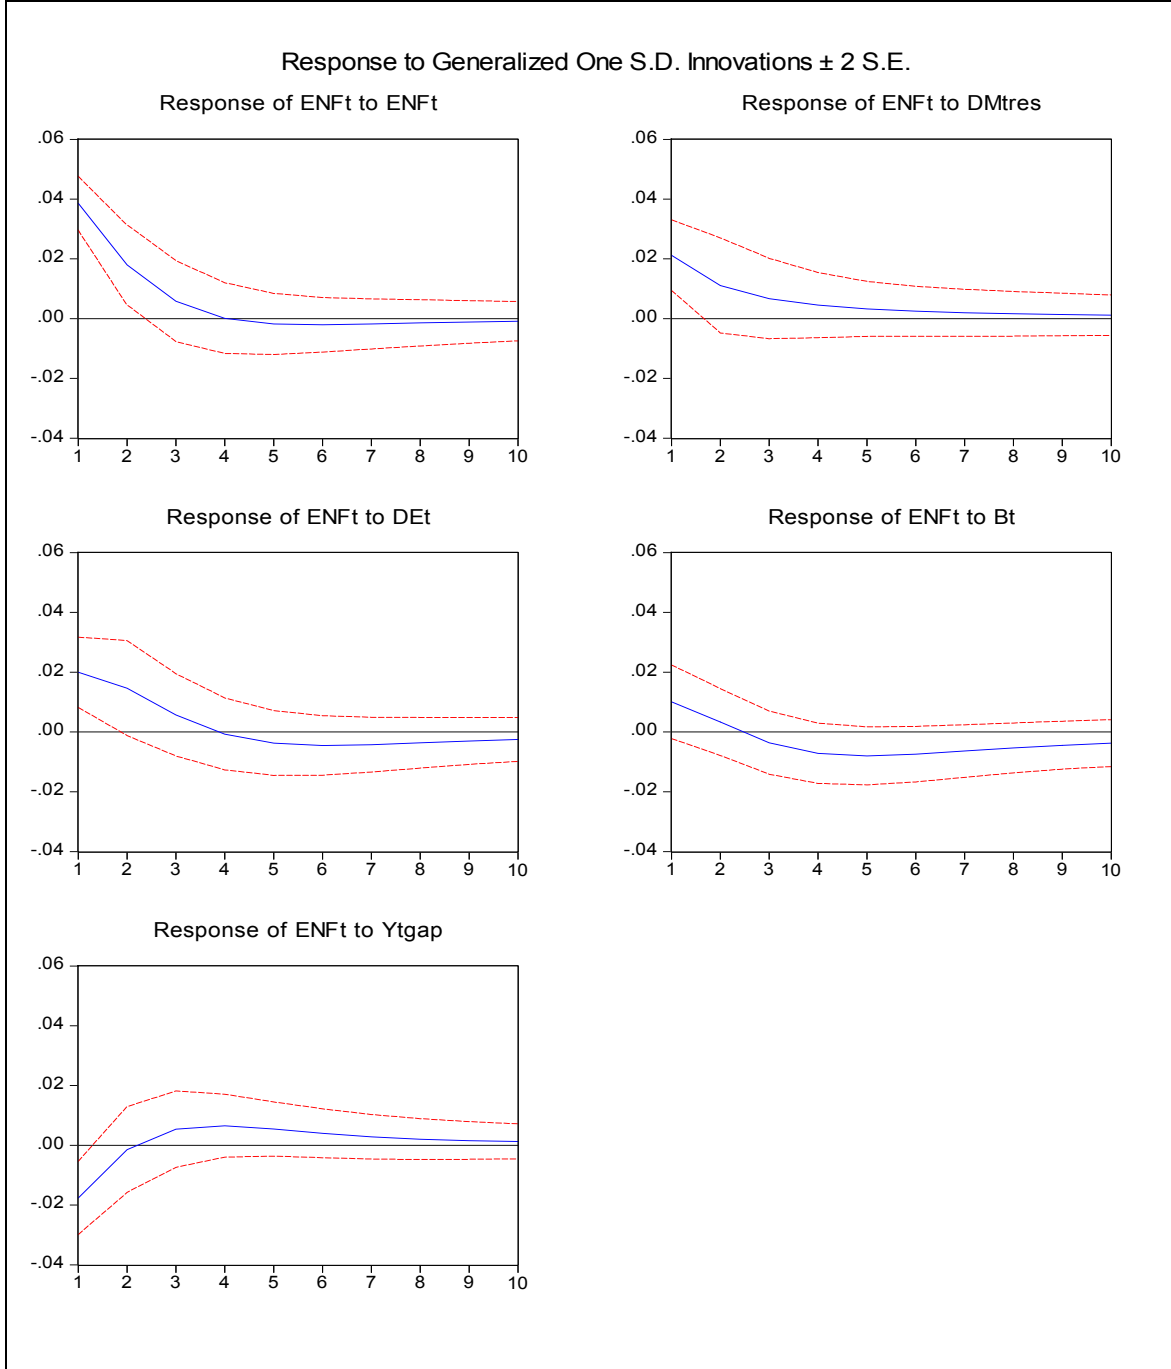 Response to Generalized One S.D. Innovations ± 2 S.E.
Response of ENFt to ENFt
.06
.04
.02
.00
-.02
-.04
1 2 3 4 5 6 7 8 9 10
Response of ENFt to DMtres
.06
.04
.02
.00
-.02
-.04
1 2 3 4 5 6 7 8 9 10
Response of ENFt to DEt
.06
.04
.02
.00
-.02
-.04
1 2 3 4 5 6 7 8 9 10
Response of ENFt to Bt
.06
.04
.02
.00
-.02
-.04
1 2 3 4 5 6 7 8 9 10
Response of ENFt to Ytgap
.06
.04
.02
.00
-.02
-.04
1 2 3 4 5 6 7 8 9 10